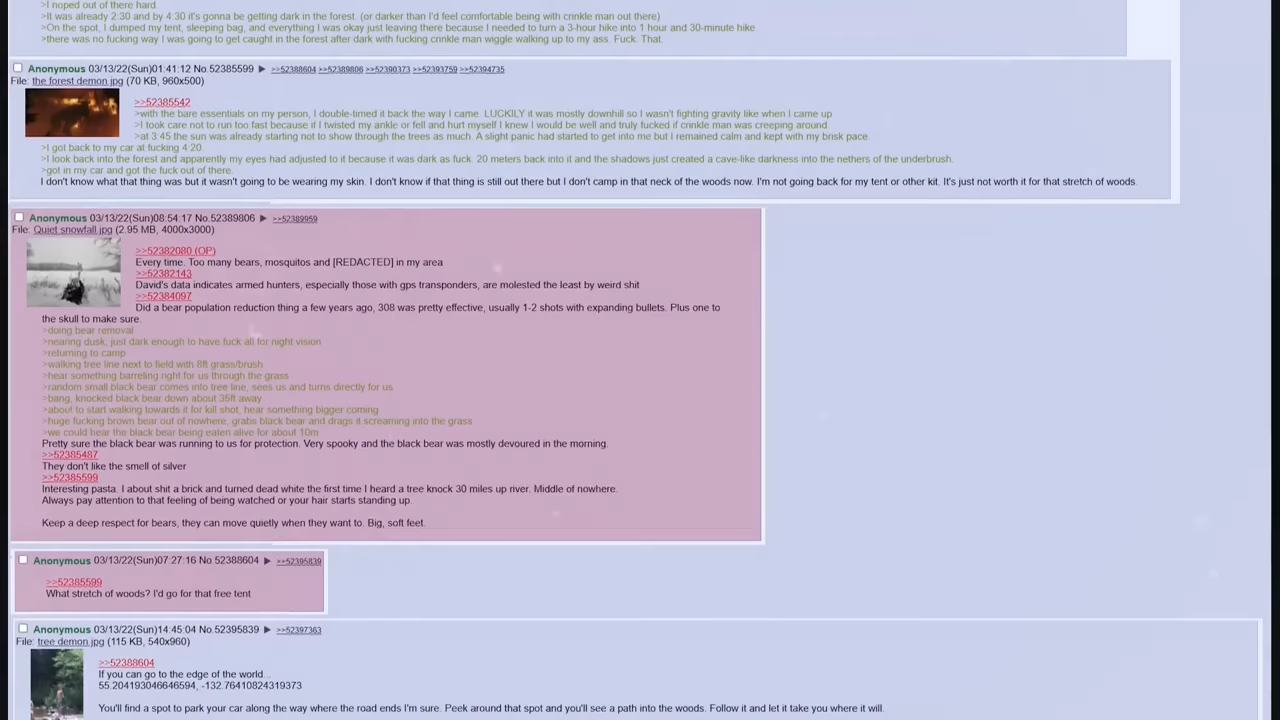 >I noped out of there hard.
>It was already 2:30 and by 4:30 it's gonna be getting dark in the forest. (or darker than I'd feel comfortable being with crinkle man out there)
>On the spot, I dumped my tent, sleeping bag, and everything I was okay just leaving there because I needed to turn a 3-hour hike into 1 hour and 30-minute hike
>there was no fucking way I was going to get caught in the forest after dark with fucking crinkle man wiggle walking up to my ass. Fuck. That.
Anonymous 03/13/22(Sun)01:41:12 No.52385599 ▶ >>52388604 >>52389806 >>52390373 >>52393759 >>52394735
File: the forest demon.jpg (70 KB, 960x500)
>>52385542
>with the bare essentials on my person, I double-timed it back the way I came. LUCKILY it was mostly downhill so I wasn't fighting gravity like when I came up
>I took care not to run too fast because if I twisted my ankle or fell and hurt myself I knew I would be well and truly fucked if crinkle man was creeping around
>at 3:45 the sun was already starting not to show through the trees as much. A slight panic had started to get into me but I remained calm and kept with my brisk pace.
>I got back to my car at fucking 4:20.
>I look back into the forest and apparently my eyes had adjusted to it because it was dark as fuck. 20 meters back into it and the shadows just created a cave-like darkness into the nethers of the underbrush.
>got in my car and got the fuck out of there.
I don't know what that thing was but it wasn't going to be wearing my skin. I don't know if that thing is still out there but I don't camp in that neck of the woods now. I'm not going back for my tent or other kit. It's just not worth it for that stretch of woods.
Anonymous 03/13/22(Sun)08:54:17 No.52389806 ▶ >>52389959
File: Quiet snowfall.jpg (2.95 MB, 4000x3000)
>>52382080 (OP)
Every time. Too many bears, mosquitos and [REDACTED] in my area
>>52382143
David's data indicates armed hunters, especially those with gps transponders, are molested the least by weird shit
>>52384097
Did a bear population reduction thing a few years ago, 308 was pretty effective, usually 1-2 shots with expanding bullets. Plus one to
the skull to make sure.
>doing bear removal
>nearing dusk, just dark enough to have fuck all for night vision
>returning to camp
>walking tree line next to field with 8ft grass/brush
>hear something barreling right for us through the grass
>random small black bear comes into tree line, sees us and turns directly for us
>bang, knocked black bear down about 35ft away
>about to start walking towards it for kill shot, hear something bigger coming
>huge fucking brown bear out of nowhere, grabs black bear and drags it screaming into the grass
>we could hear the black bear being eaten alive for about 10m
Pretty sure the black bear was running to us for protection. Very spooky and the black bear was mostly devoured in the morning.
>>52385487
They don't like the smell of silver
>>52385599
Interesting pasta. I about shit a brick and turned dead white the first time I heard a tree knock 30 miles up river. Middle of nowhere.
Always pay attention to that feeling of being watched or your hair starts standing up.
Keep a deep respect for bears, they can move quietly when they want to. Big, soft feet.
Anonymous 03/13/22(Sun)07:27:16 No.52388604 ▶ >>52395839
>>52385599
What stretch of woods? I'd go for that free tent
Anonymous 03/13/22(Sun)14:45:04 No.52395839 ▶ >>52397363
File: tree demon.jpg (115 KB, 540x960)
>>52388604
If you can go to the edge of the world...
55.204193046646594, -132.76410824319373
You'll find a spot to park your car along the way where the road ends I'm sure. Peek around that spot and you'll see a path into the woods. Follow it and let it take you where it will.